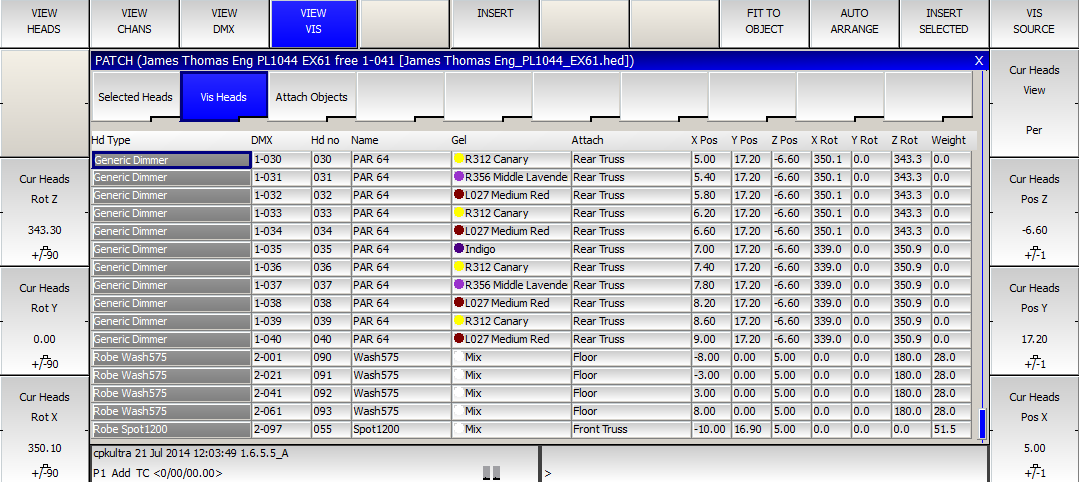 VIEW HEADS
VIEW CHANS
VIEW DMX
VIEW VIS
INSERT
FIT TO OBJECT
AUTO ARRANGE
INSERT SELECTED
VIS SOURCE
PATCH (James Thomas Eng PL1044 EX61 free 1-041 [James Thomas Eng_PL1044_EX61.hed]) X
Selected Heads Vis Heads Attach Objects
Hd Type DMX Hd no Name Gel Attach X Pos Y Pos Z Pos X Rot Y Rot Z Rot Weight
Generic Dimmer 1-030 030 PAR 64 R312 Canary Rear Truss 5.00 17.20 -6.60 350.1 0.0 343.3 0.0
Generic Dimmer 1-031 031 PAR 64 R356 Middle Lavende Rear Truss 5.40 17.20 -6.60 350.1 0.0 343.3 0.0
Generic Dimmer 1-032 032 PAR 64 L027 Medium Red Rear Truss 5.80 17.20 -6.60 350.1 0.0 343.3 0.0
Generic Dimmer 1-033 033 PAR 64 R312 Canary Rear Truss 6.20 17.20 -6.60 350.1 0.0 343.3 0.0
Generic Dimmer 1-034 034 PAR 64 L027 Medium Red Rear Truss 6.60 17.20 -6.60 350.1 0.0 343.3 0.0
Generic Dimmer 1-035 035 PAR 64 Indigo Rear Truss 7.00 17.20 -6.60 339.0 0.0 350.9 0.0
Generic Dimmer 1-036 036 PAR 64 R312 Canary Rear Truss 7.40 17.20 -6.60 339.0 0.0 350.9 0.0
Generic Dimmer 1-037 037 PAR 64 R356 Middle Lavende Rear Truss 7.80 17.20 -6.60 339.0 0.0 350.9 0.0
Generic Dimmer 1-038 038 PAR 64 L027 Medium Red Rear Truss 8.20 17.20 -6.60 339.0 0.0 350.9 0.0
Generic Dimmer 1-039 039 PAR 64 R312 Canary Rear Truss 8.60 17.20 -6.60 339.0 0.0 350.9 0.0
Generic Dimmer 1-040 040 PAR 64 L027 Medium Red Rear Truss 9.00 17.20 -6.60 339.0 0.0 350.9 0.0
Robe Wash575 2-001 090 Wash575 Mix Floor -8.00 0.00 5.00 0.0 0.0 180.0 28.0
Robe Wash575 2-021 091 Wash575 Mix Floor -3.00 0.00 5.00 0.0 0.0 180.0 28.0
Robe Wash575 2-041 092 Wash575 Mix Floor 3.00 0.00 5.00 0.0 0.0 180.0 28.0
Robe Wash575 2-061 093 Wash575 Mix Floor 8.00 0.00 5.00 0.0 0.0 180.0 28.0
Robe Spot1200 2-097 055 Spot1200 Mix Front Truss -10.00 16.90 5.00 0.0 0.0 0.0 51.5
cpkultra 21 Jul 2014 12:03:49 1.6.5.5_A
P1 Add TC <0/00/00.00>
>
Cur Heads
Rot Z
343.30
+/-90
Cur Heads
Rot Y
0.00
+/-90
Cur Heads
Rot X
350.10
+/-90
Cur Heads
View
Per
Cur Heads
Pos Z
-6.60
+/-1
Cur Heads
Pos Y
17.20
+/-1
Cur Heads
Pos X
5.00
+/-1